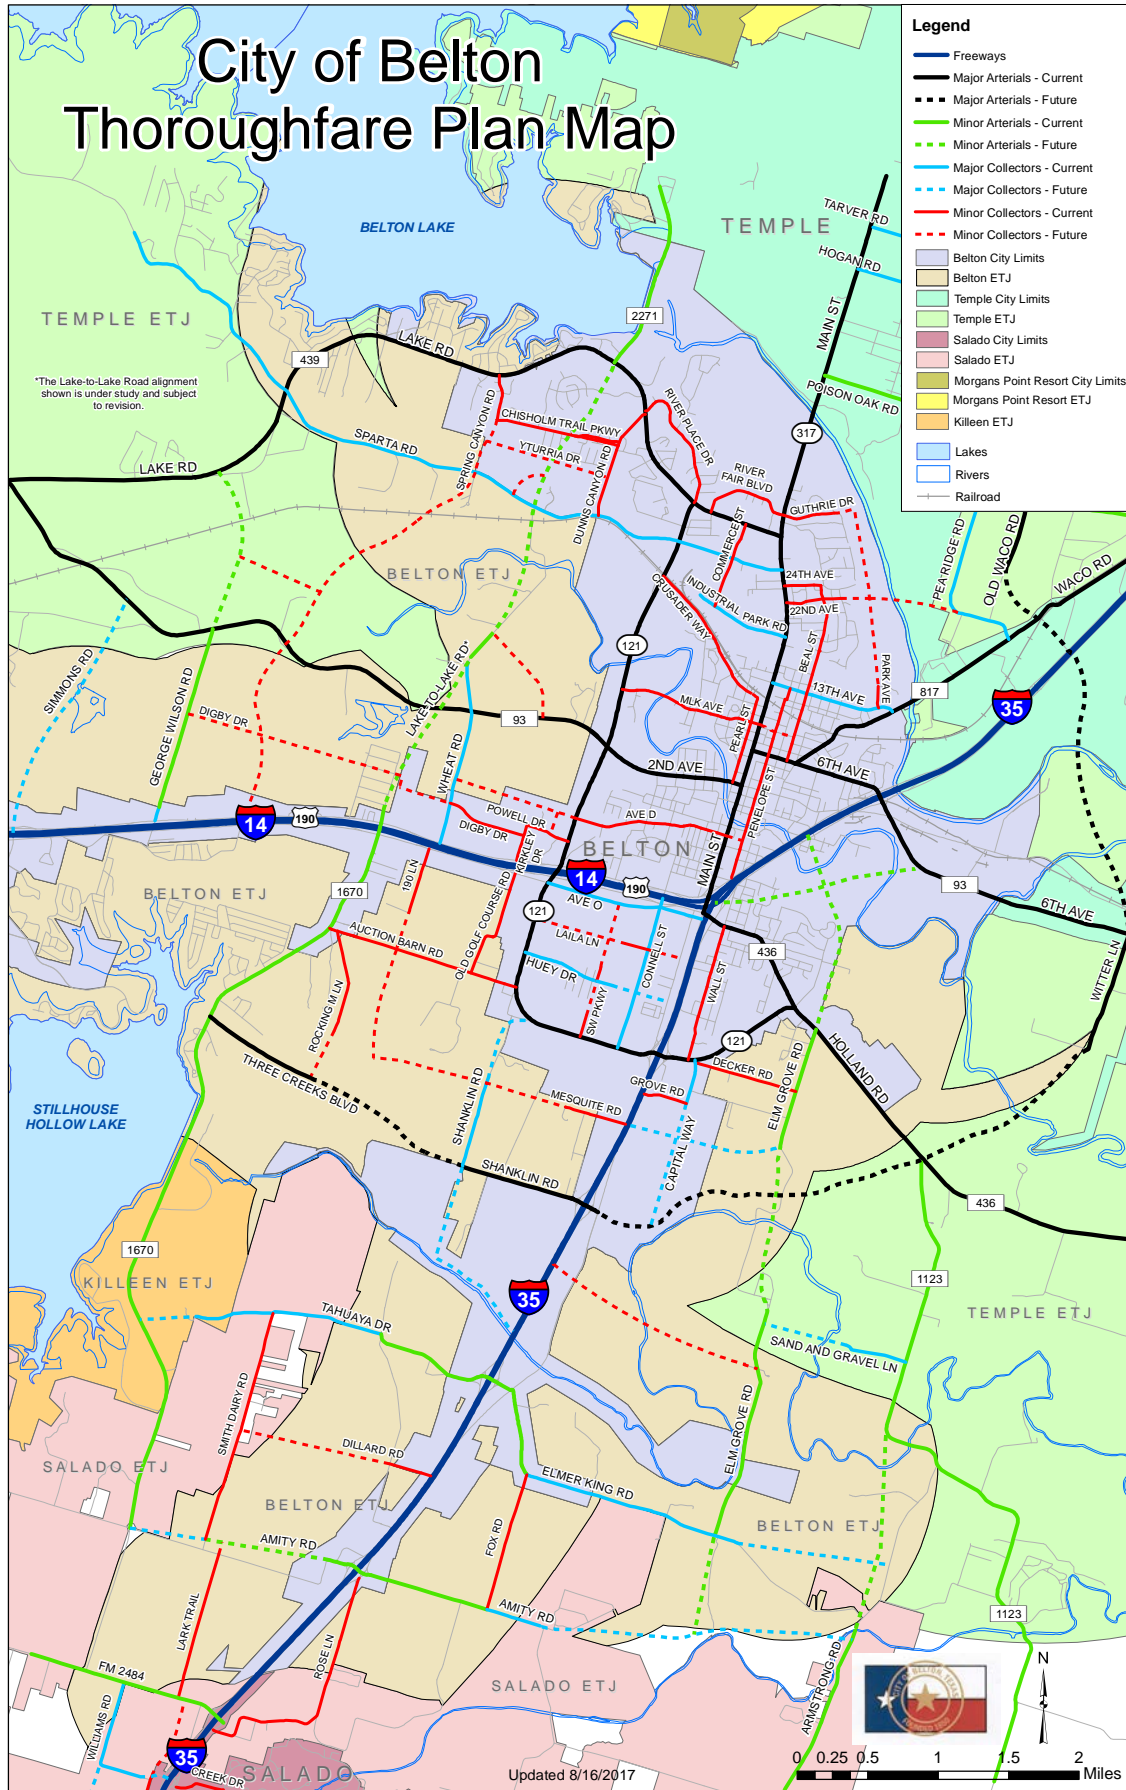 City of Belton
Thoroughfare Plan Map
Legend
Freeways
Major Arterials - Current
Major Arterials - Future
Minor Arterials - Current
Minor Arterials - Future
Major Collectors - Current
Major Collectors - Future
Minor Collectors - Current
Minor Collectors - Future
Belton City Limits
Belton ETJ
Temple City Limits
Temple ETJ
Salado City Limits
Salado ETJ
Morgans Point Resort City Limits
Morgans Point Resort ETJ
Killeen ETJ
Lakes
Rivers
Railroad
TARVER RD
BELTON LAKE
TEMPLE
HOGAN RD
TEMPLE ETJ
2271
MAIN ST
LAKE RD
439
*The Lake-to-Lake Road alignment
shown is under study and subject
to revision.
POISON OAK RD
SPRING CANYON RD
CHISHOLM TRAIL PKWY
RIVER PLACE DR
317
SPARTA RD
YTURRIA DR
DUNNS CANYON RD
LAKE RD
RIVER
FAIR BLVD
GUTHRIE DR
COMMERCE ST
PEA RIDGE RD
OLD WACO RD
WACO RD
BELTON ETJ
CRUSADER WAY
INDUSTRIAL PARK RD
24TH AVE
22ND AVE
BEAL ST
121
SIMMONS RD
GEORGE WILSON RD
LAKE-TO-LAKE RD*
PARK AVE
817
13TH AVE
35
DIGBY DR
93
MLK AVE
PEARL ST
WHEAT RD
2ND AVE
6TH AVE
PENELOPE ST
14
190
POWELL DR
DIGBY DR
AVE D
KIRKLEY DR
BELTON
MAIN ST
14
190
190 LN
BELTON ETJ
1670
OLD GOLF COURSE RD
AVE O
93
6TH AVE
121
AUCTION BARN RD
LAILA LN
CONNELL ST
436
WITTER LN
HUEY DR
WALL ST
ROCKING M LN
SW PKWY
121
HOLLAND RD
THREE CREEKS BLVD
DECKER RD
ELM GROVE RD
GROVE RD
STILLHOUSE
HOLLOW LAKE
SHANKLIN RD
MESQUITE RD
CAPITAL WAY
SHANKLIN RD
436
1670
KILLEEN ETJ
1123
35
TAHUAYA DR
TEMPLE ETJ
SAND AND GRAVEL LN
SMITH DAIRY RD
ELM GROVE RD
DILLARD RD
SALADO ETJ
ELMER KING RD
BELTON ETJ
FOX RD
BELTON ETJ
AMITY RD
AMITY RD
1123
LARK TRAIL
ROSE LN
N
FM 2484
SALADO ETJ
ARMSTRONG RD
CITY OF BELTON, TEXAS
FOUNDED 1850
WILLIAMS RD
35
CREEK DR
SALADO
Updated 8/16/2017
0 0.25 0.5 1 1.5 2
Miles